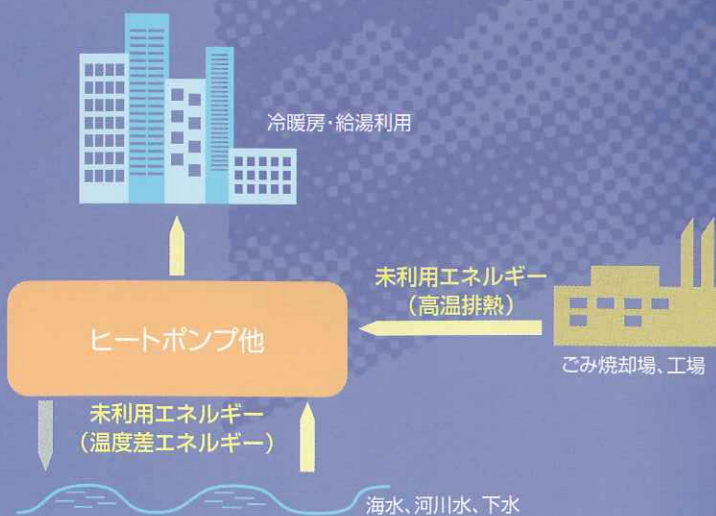 冷暖房・給湯利用
未利用エネルギー
(高温排熱)
ヒートポンプ他
ごみ焼却場、工場
未利用エネルギー
(温度差エネルギー)
海水、河川水、下水